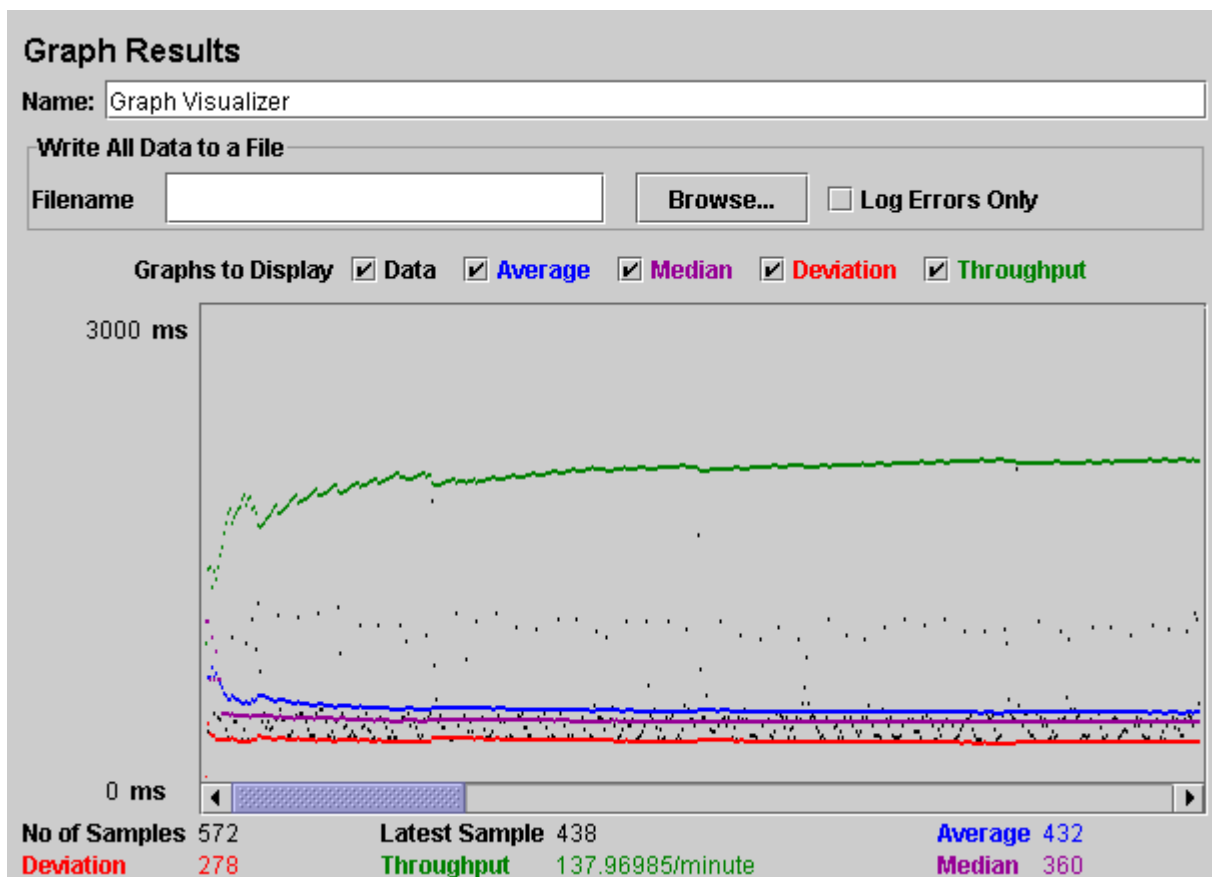 Graph Results
Name: Graph Visualizer
Write All Data to a File
Filename Browse... Log Errors Only
Graphs to Display Data Average Median Deviation Throughput
3000 ms
0 ms
No of Samples 572 Latest Sample 438 Average 432
Deviation 278 Throughput 137.96985/minute Median 360